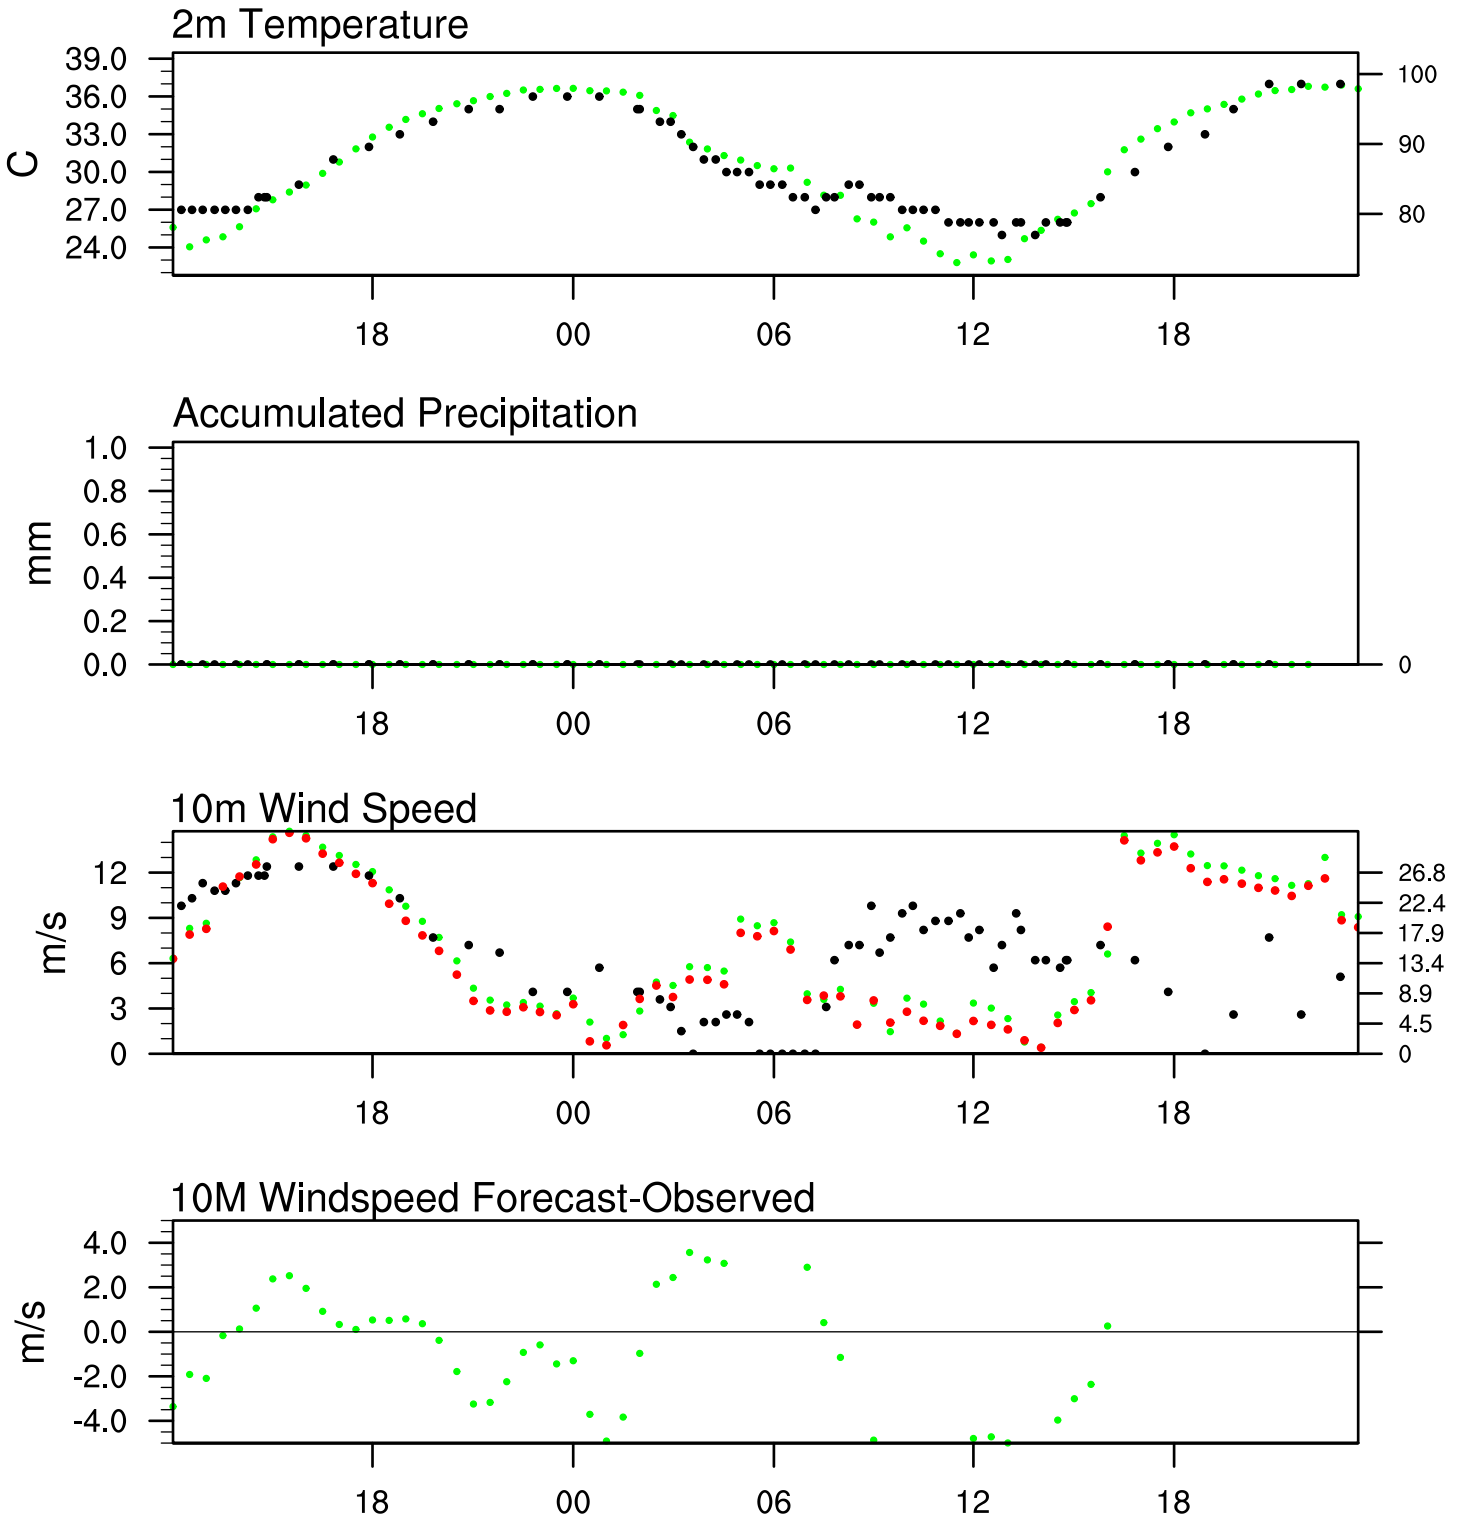 2m Temperature
39.0
36.0
33.0
30.0
27.0
24.0
C
100
90
80
18 00 06 12 18
Accumulated Precipitation
1.0
0.8
0.6
0.4
0.2
0.0
mm
0
18 00 06 12 18
10m Wind Speed
12
9
6
3
0
m/s
26.8
22.4
17.9
13.4
8.9
4.5
0
18 00 06 12 18
10M Windspeed Forecast-Observed
4.0
2.0
0.0
-2.0
-4.0
m/s
18 00 06 12 18